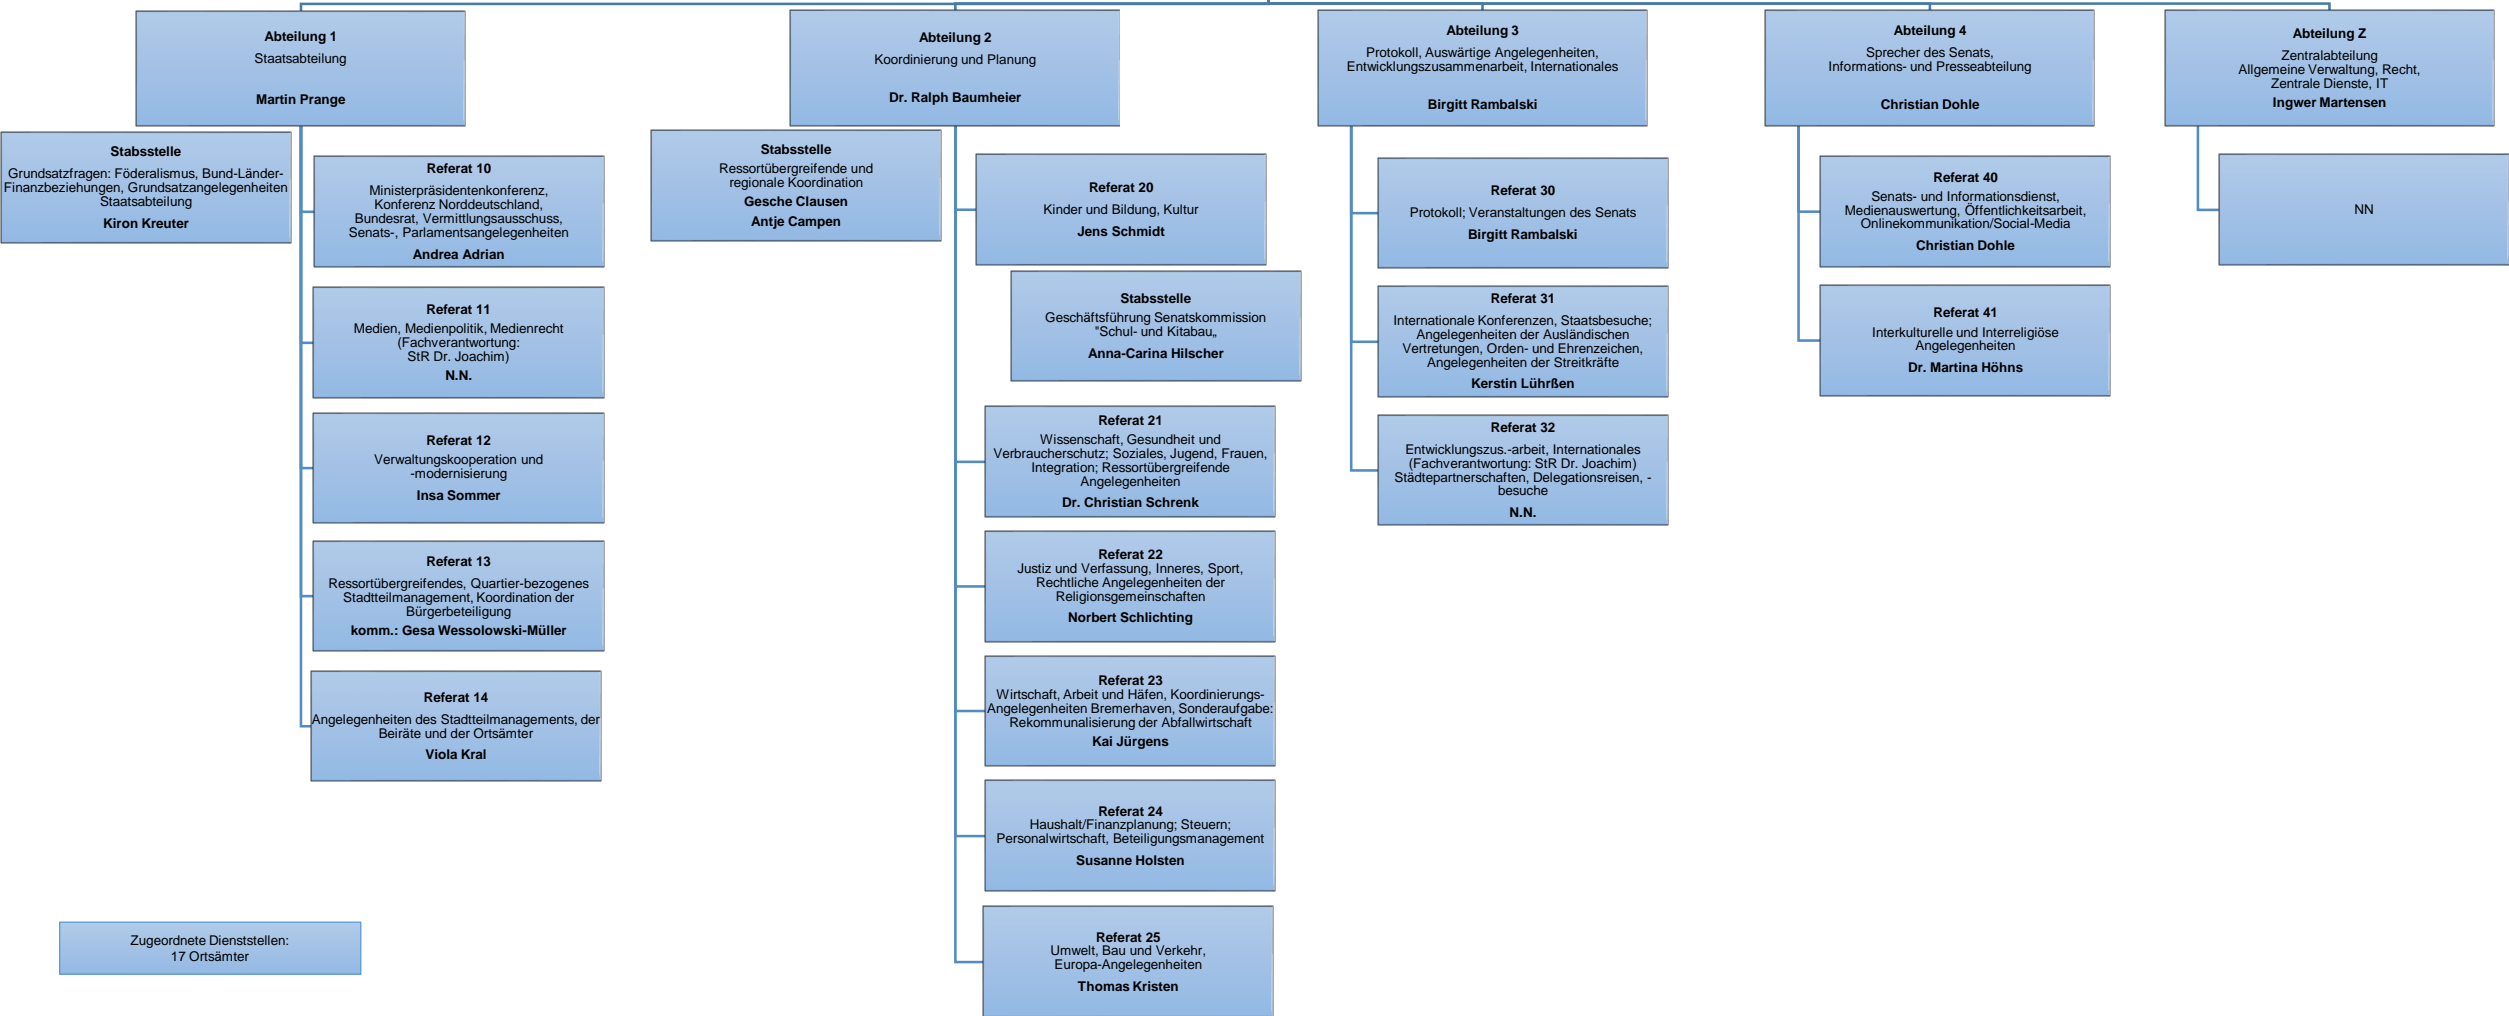 Abteilung 1
Staatsabteilung
Martin Prange
Stabsstelle
Grundsatzfragen: Föderalismus, Bund-Länder-
Finanzbeziehungen, Grundsatzangelegenheiten
Staatsabteilung
Kiron Kreuter
Referat 10
Ministerpräsidentenkonferenz,
Konferenz Norddeutschland,
Bundesrat, Vermittlungsausschuss,
Senats-, Parlamentsangelegenheiten
Andrea Adrian
Referat 11
Medien, Medienpolitik, Medienrecht
(Fachverantwortung:
StR Dr. Joachim)
N.N.
Referat 12
Verwaltungskooperation und
-modernisierung
Insa Sommer
Referat 13
Ressortübergreifendes, Quartier-bezogenes
Stadtteilmanagement, Koordination der
Bürgerbeteiligung
komm.: Gesa Wessolowski-Müller
Referat 14
Angelegenheiten des Stadtteilmanagements, der
Beiräte und der Ortsämter
Viola Kral
Zugeordnete Dienststellen:
17 Ortsämter
Abteilung 2
Koordinierung und Planung
Dr. Ralph Baumheier
Stabsstelle
Ressortübergreifende und
regionale Koordination
Gesche Clausen
Antje Campen
Referat 20
Kinder und Bildung, Kultur
Jens Schmidt
Stabsstelle
Geschäftsführung Senatskommission
"Schul- und Kitabau„
Anna-Carina Hilscher
Referat 21
Wissenschaft, Gesundheit und
Verbraucherschutz; Soziales, Jugend, Frauen,
Integration; Ressortübergreifende
Angelegenheiten
Dr. Christian Schrenk
Referat 22
Justiz und Verfassung, Inneres, Sport,
Rechtliche Angelegenheiten der
Religionsgemeinschaften
Norbert Schlichting
Referat 23
Wirtschaft, Arbeit und Häfen, Koordinierungs-
Angelegenheiten Bremerhaven, Sonderaufgabe:
Rekommunalisierung der Abfallwirtschaft
Kai Jürgens
Referat 24
Haushalt/Finanzplanung; Steuern;
Personalwirtschaft, Beteiligungsmanagement
Susanne Holsten
Referat 25
Umwelt, Bau und Verkehr,
Europa-Angelegenheiten
Thomas Kristen
Abteilung 3
Protokoll, Auswärtige Angelegenheiten,
Entwicklungszusammenarbeit, Internationales
Birgitt Rambalski
Referat 30
Protokoll; Veranstaltungen des Senats
Birgitt Rambalski
Referat 31
Internationale Konferenzen, Staatsbesuche;
Angelegenheiten der Ausländischen
Vertretungen, Orden- und Ehrenzeichen,
Angelegenheiten der Streitkräfte
Kerstin Lührßen
Referat 32
Entwicklungszus.-arbeit, Internationales
(Fachverantwortung: StR Dr. Joachim)
Städtepartnerschaften, Delegationsreisen, -
besuche
N.N.
Abteilung 4
Sprecher des Senats,
Informations- und Presseabteilung
Christian Dohle
Referat 40
Senats- und Informationsdienst,
Medienauswertung, Öffentlichkeitsarbeit,
Onlinekommunikation/Social-Media
Christian Dohle
Referat 41
Interkulturelle und Interreligiöse
Angelegenheiten
Dr. Martina Höhns
Abteilung Z
Zentralabteilung
Allgemeine Verwaltung, Recht,
Zentrale Dienste, IT
Ingwer Martensen
NN